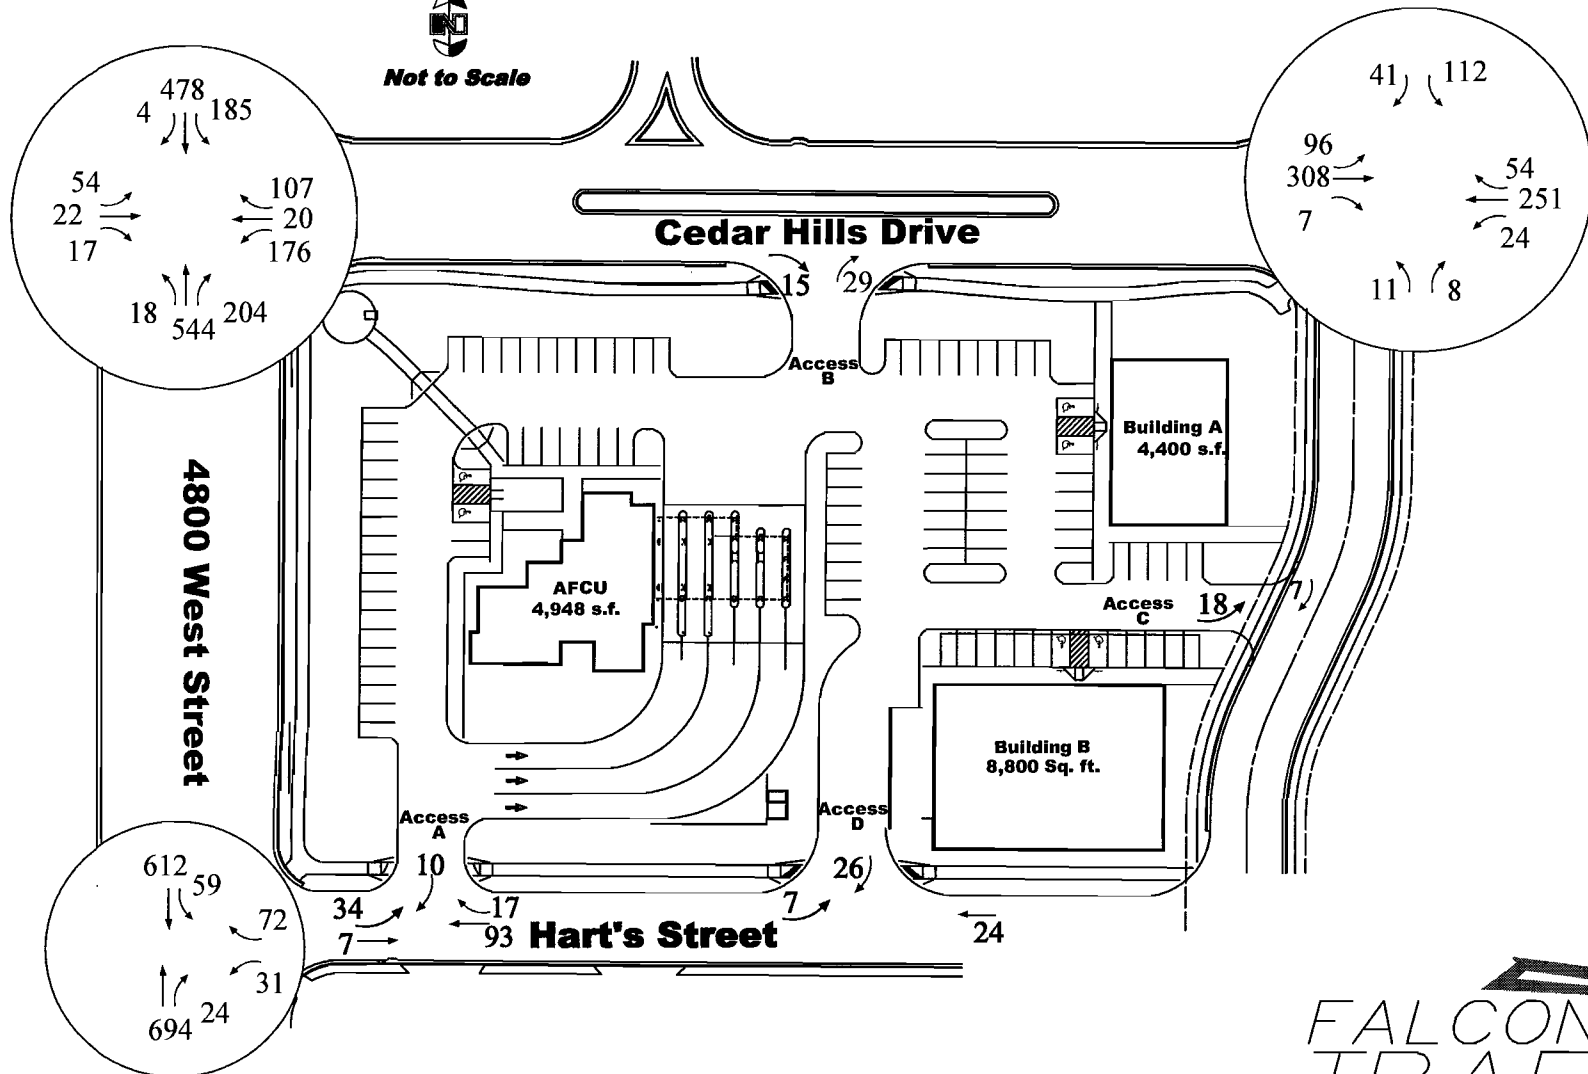 N
Not to Scale
478
4
185
54
107
22
20
17
176
18
544
204
41
112
96
308
7
54
251
24
11
8
Cedar Hills Drive
15
29
Access
B
Building A
4,400 s.f.
4800 West Street
AFCU
4,948 s.f.
Access
C
18
7
Building B
8,800 Sq. ft.
Access
A
10
Access
D
26
34
17
7
93
Hart's Street
7
24
612
59
72
31
24
694
FALCON